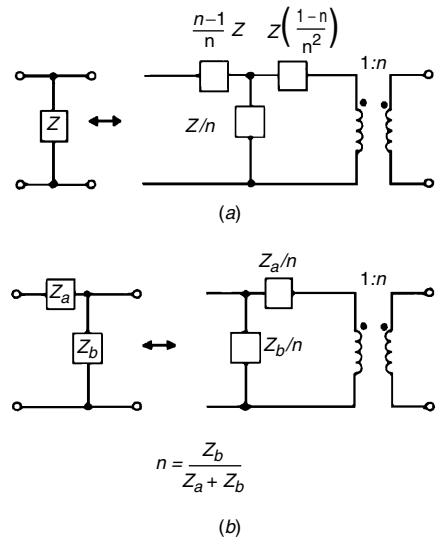 n−1/n Z   Z(1−n/n²)
1:n
Z
Z/n
(a)
Z_a/n
1:n
Z_a
Z_b
Z_b/n
n = Z_b/(Z_a + Z_b)
(b)